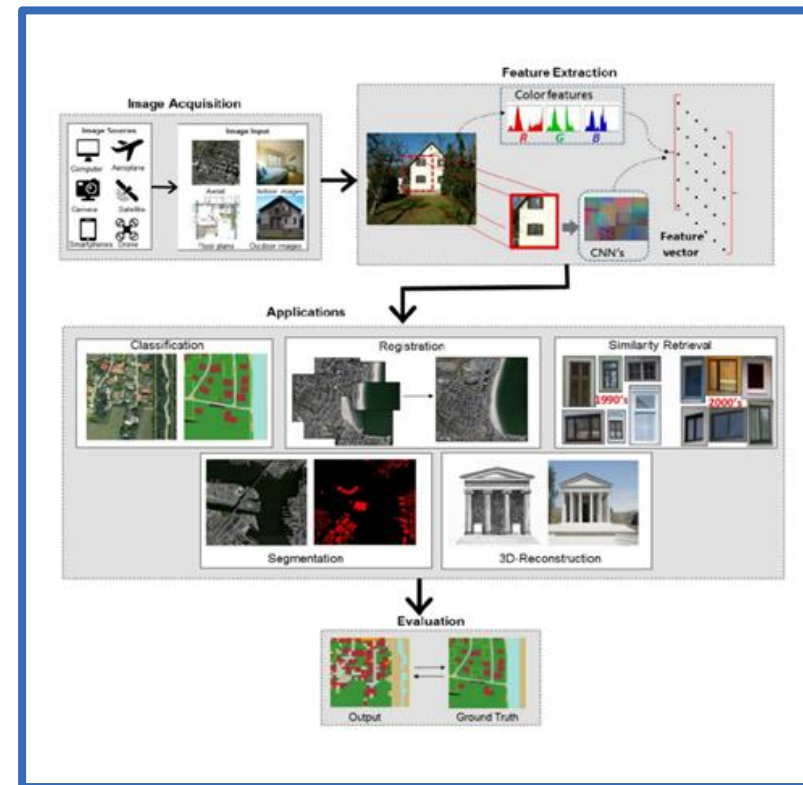 Image Acquisition
Image Sources
Computer
Aeroplane
Camera
Satellite
Smartphones
Drone
Image Input
Aerial
Indoor images
Floor plans
Outdoor images
Feature Extraction
Color features
R G B
CNN's
Feature
vector
Applications
Classification
Registration
Similarity Retrieval
1990's
2000's
Segmentation
3D-Reconstruction
Evaluation
Output
Ground Truth